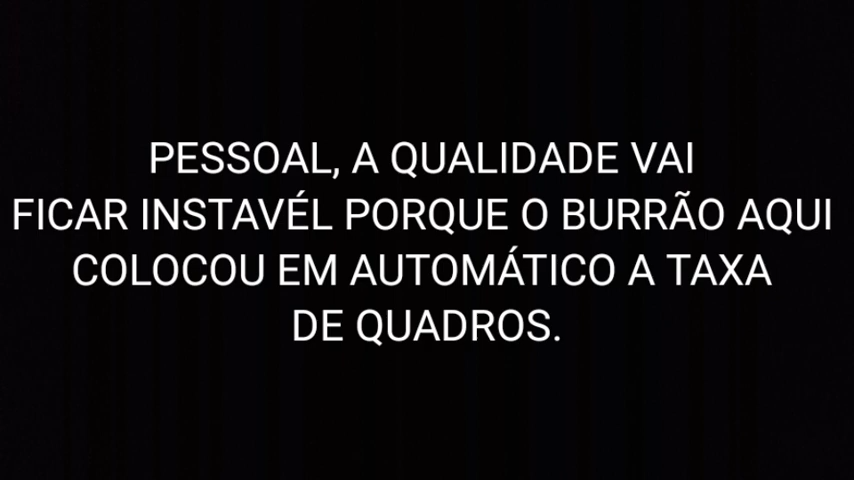 PESSOAL, A QUALIDADE VAI
FICAR INSTAVÉL PORQUE O BURRÃO AQUI
COLOCOU EM AUTOMÁTICO A TAXA
DE QUADROS.